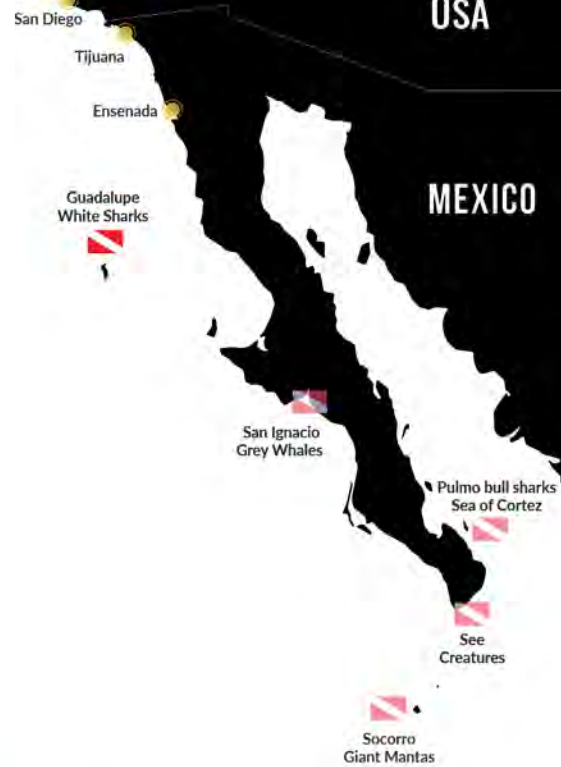 USA
San Diego
Tijuana
Ensenada
Guadalupe
White Sharks
MEXICO
San Ignacio
Grey Whales
Pulmo bull sharks
Sea of Cortez
See
Creatures
Socorro
Giant Mantas